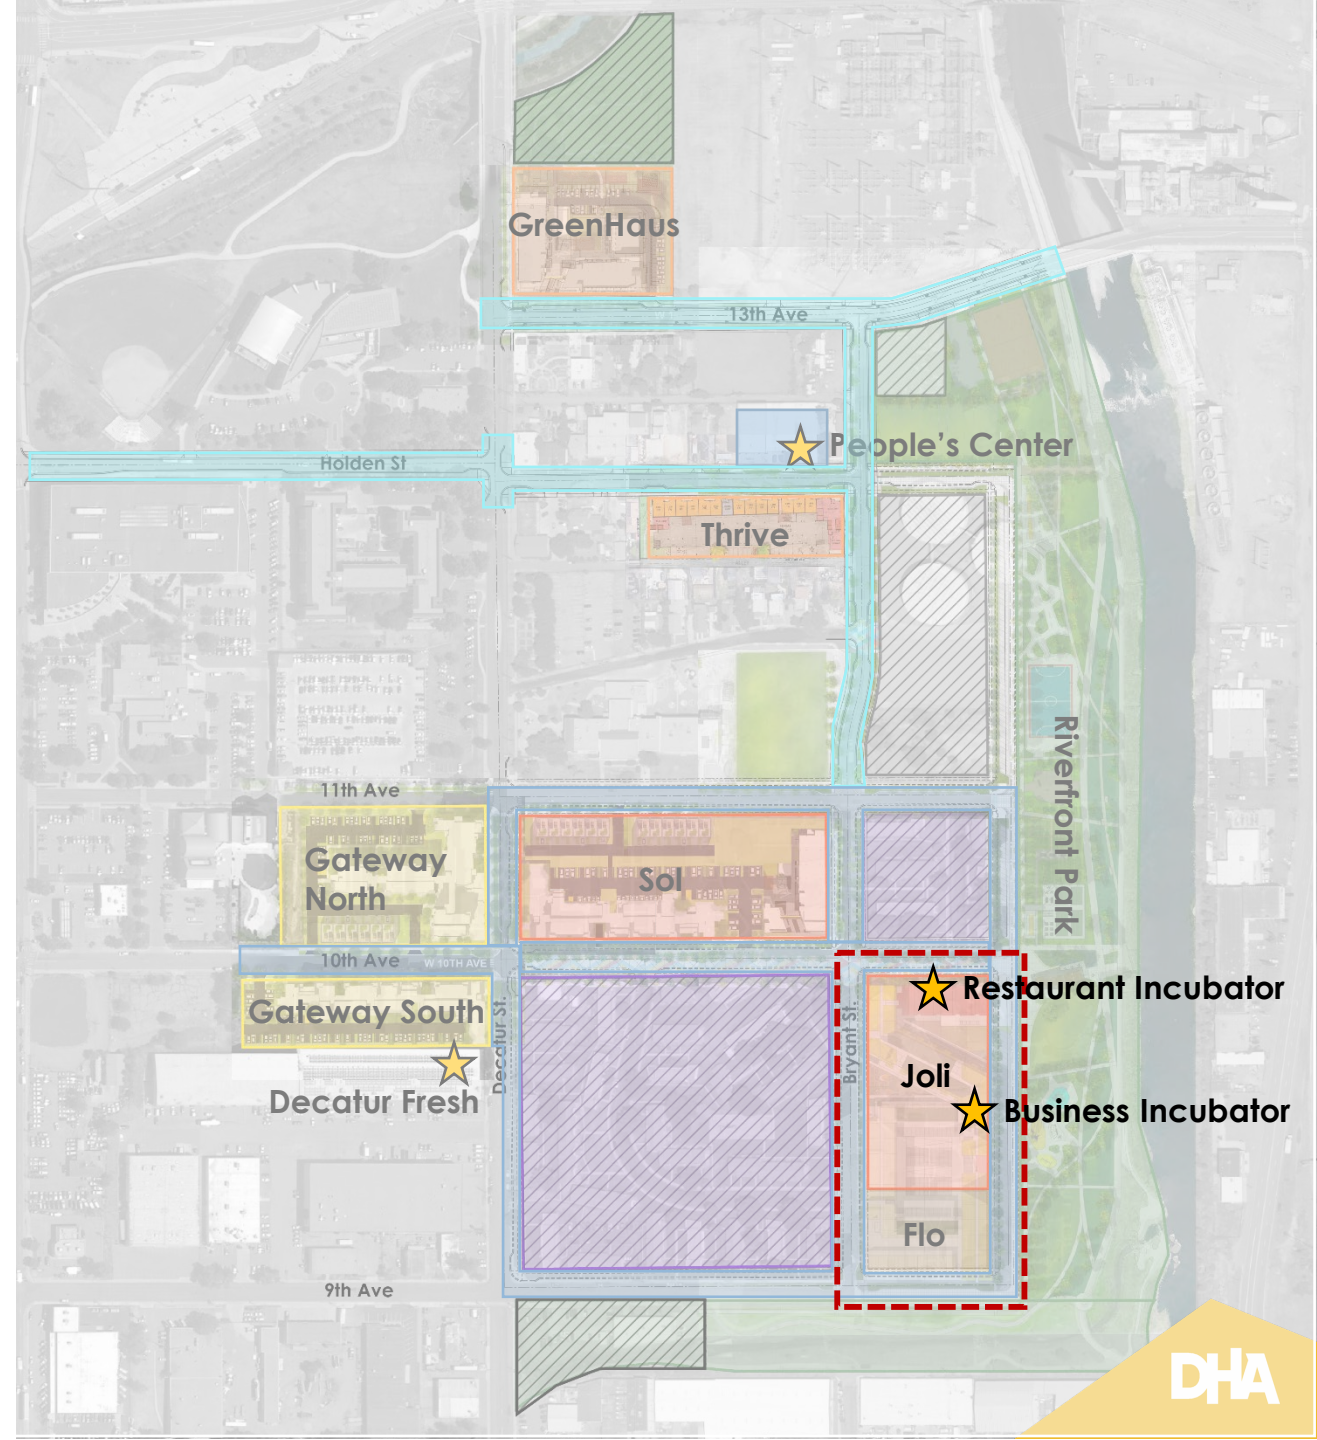 GreenHaus
13th Ave
People's Center
Holden St
Thrive
Riverfront Park
11th Ave
Gateway
North
Sol
10th Ave
W 10TH AVE
Gateway South
Decatur St.
Bryant St.
Restaurant Incubator
Joli
Decatur Fresh
Business Incubator
Flo
9th Ave
DHA